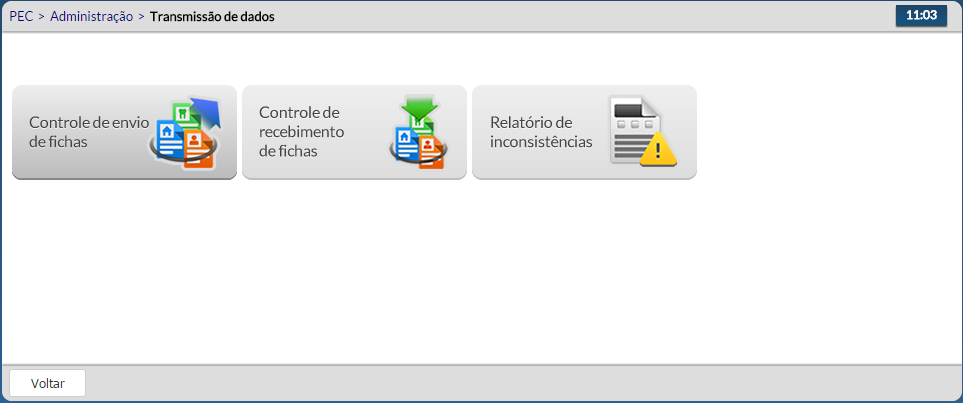 PEC > Administração > Transmissão de dados
11:03
Controle de envio
de fichas
Controle de
recebimento
de fichas
Relatório de
inconsistências
Voltar